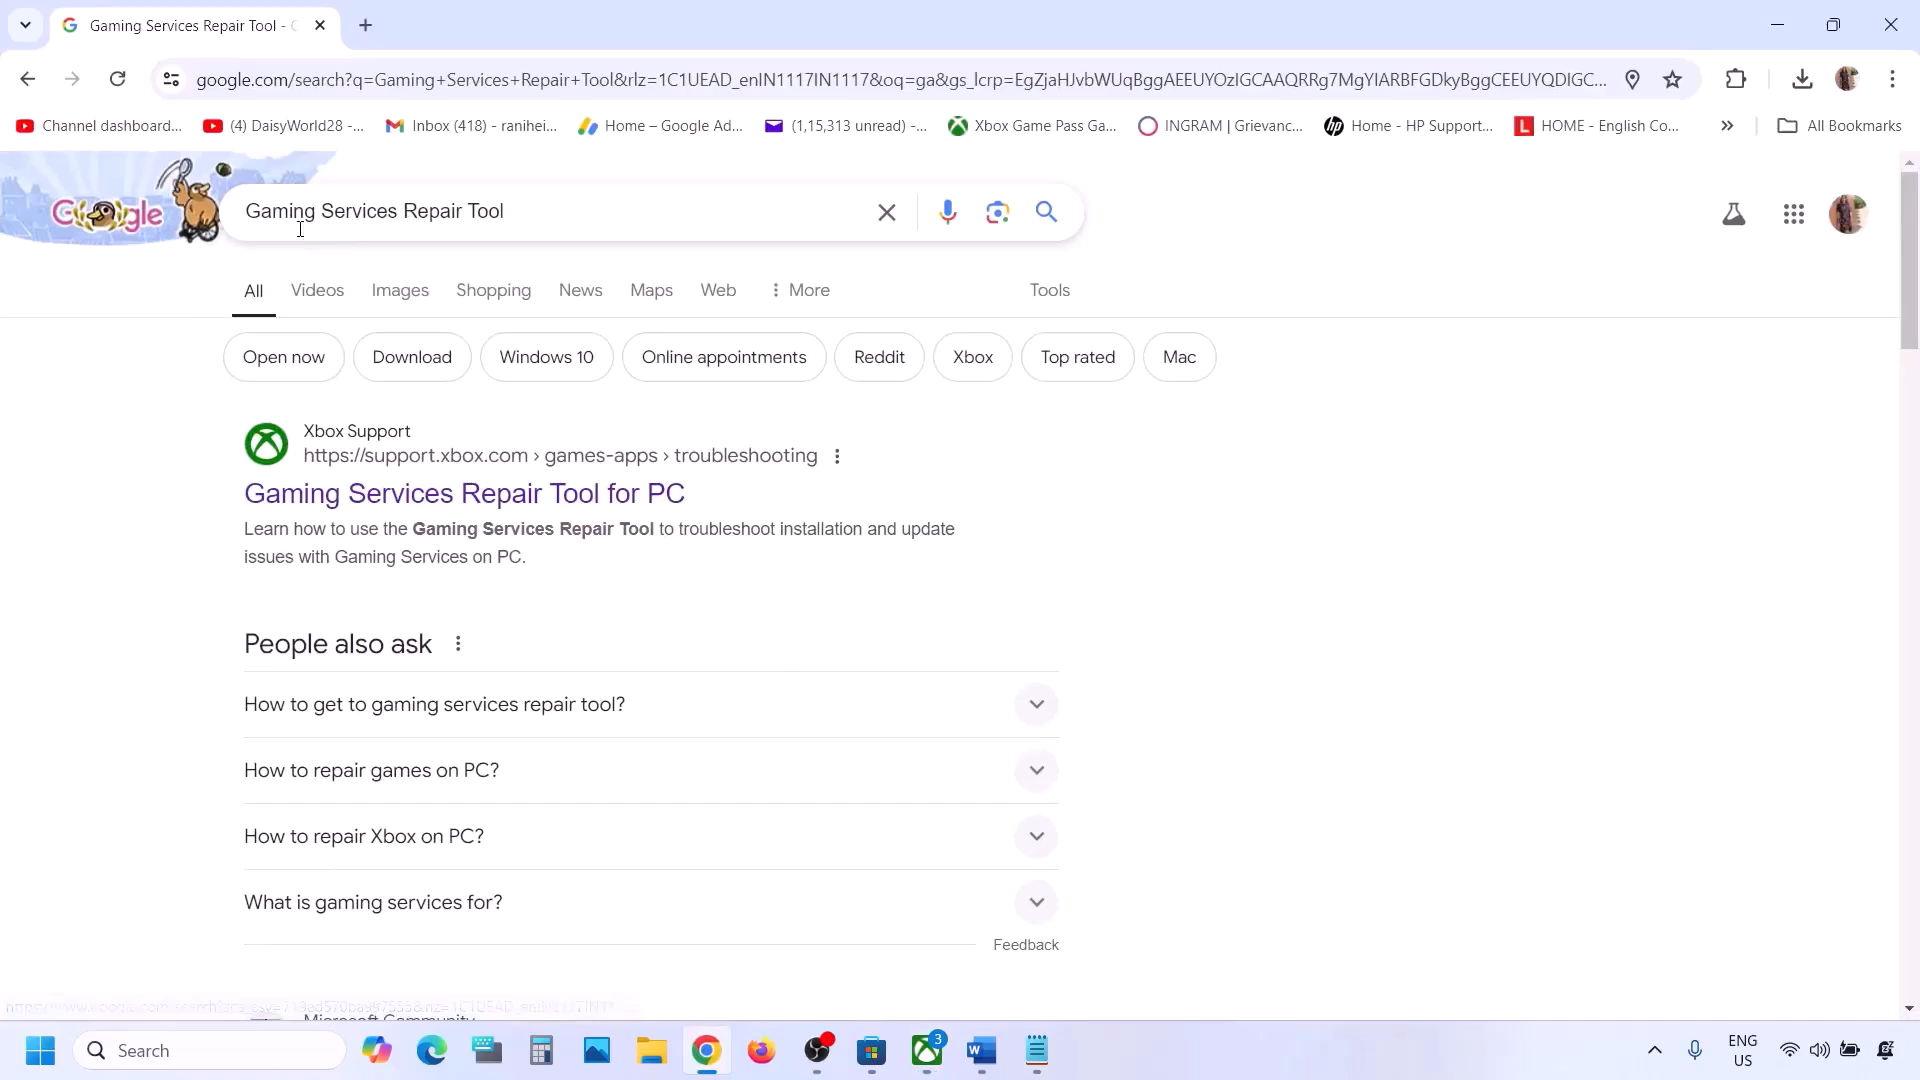 Gaming Services Repair Tool -
google.com/search?q=Gaming+Services+Repair+Tool&rlz=1C1UEAD_enIN1117IN1117&oq=ga&gs_lcrp=EgZjaHJvbWUqBggAEEUYOzIGCAAQRRg7MgYIARBFGDkyBggCEEUYQDIGC...
Channel dashboard...
(4) DaisyWorld28 -...
Inbox (418) - ranihei...
Home – Google Ad...
(1,15,313 unread) -...
Xbox Game Pass Ga...
INGRAM | Grievanc...
Home - HP Support...
HOME - English Co...
All Bookmarks
Google
Gaming Services Repair Tool
All
Videos
Images
Shopping
News
Maps
Web
More
Tools
Open now
Download
Windows 10
Online appointments
Reddit
Xbox
Top rated
Mac
Xbox Support
https://support.xbox.com › games-apps › troubleshooting
Gaming Services Repair Tool for PC
Learn how to use the Gaming Services Repair Tool to troubleshoot installation and update
issues with Gaming Services on PC.
People also ask
How to get to gaming services repair tool?
How to repair games on PC?
How to repair Xbox on PC?
What is gaming services for?
Feedback
Microsoft Community
Search
3
ENG
US